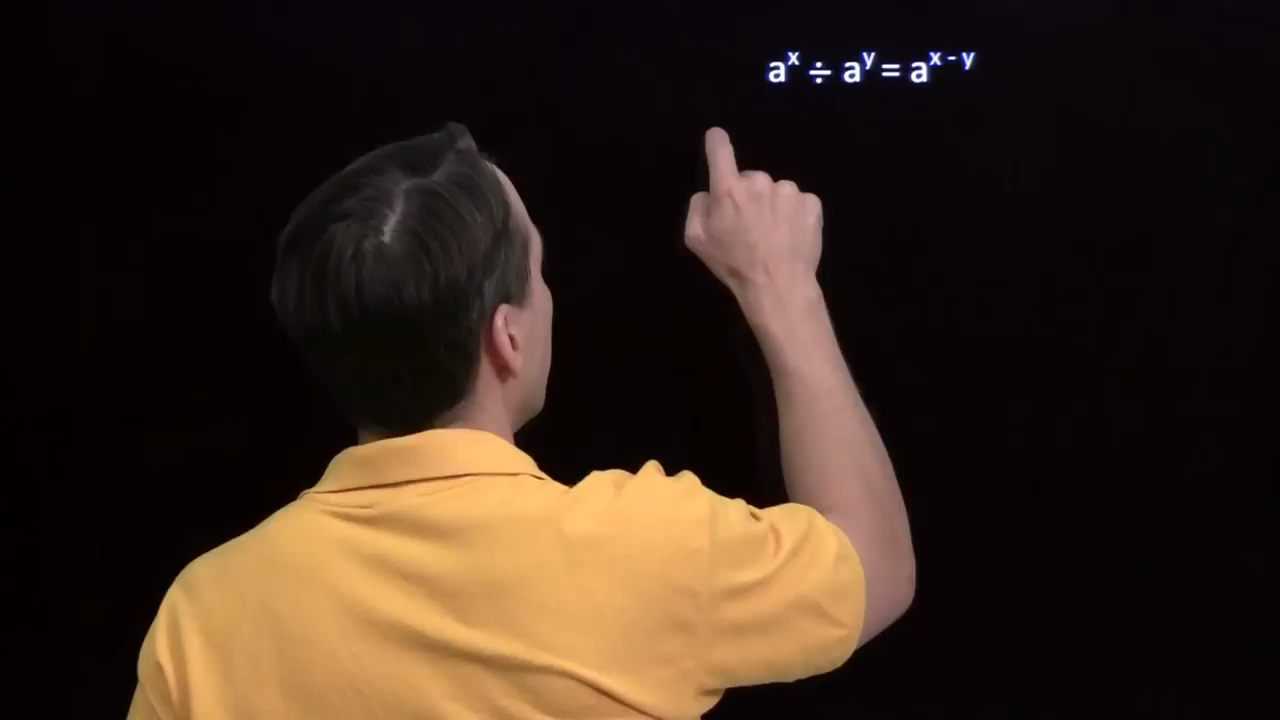 aˣ ÷ aʸ = aˣ⁻ʸ